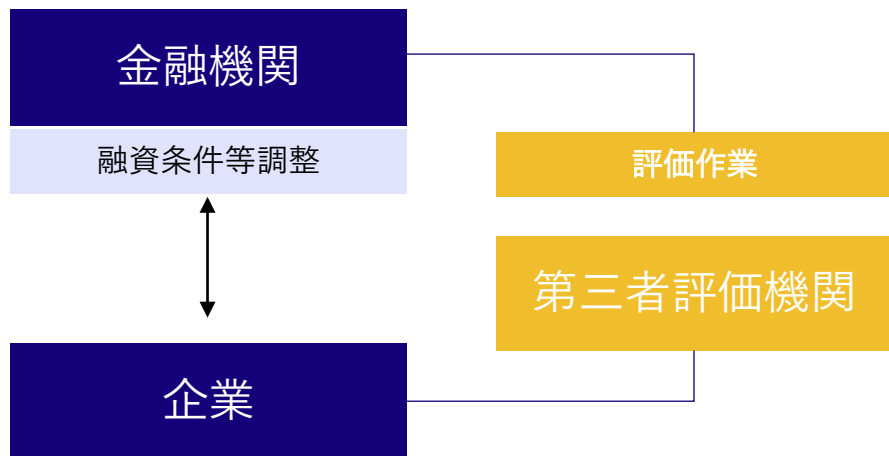 金融機関
融資条件等調整
評価作業
第三者評価機関
企業